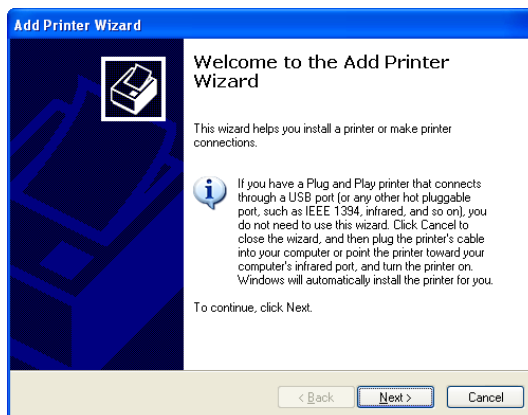 Add Printer Wizard
Welcome to the Add Printer
Wizard
This wizard helps you install a printer or make printer
connections.
If you have a Plug and Play printer that connects
through a USB port (or any other hot pluggable
port, such as IEEE 1394, infrared, and so on), you
do not need to use this wizard. Click Cancel to
close the wizard, and then plug the printer's cable
into your computer or point the printer toward your
computer's infrared port, and turn the printer on.
Windows will automatically install the printer for you.
To continue, click Next.
< Back Next > Cancel